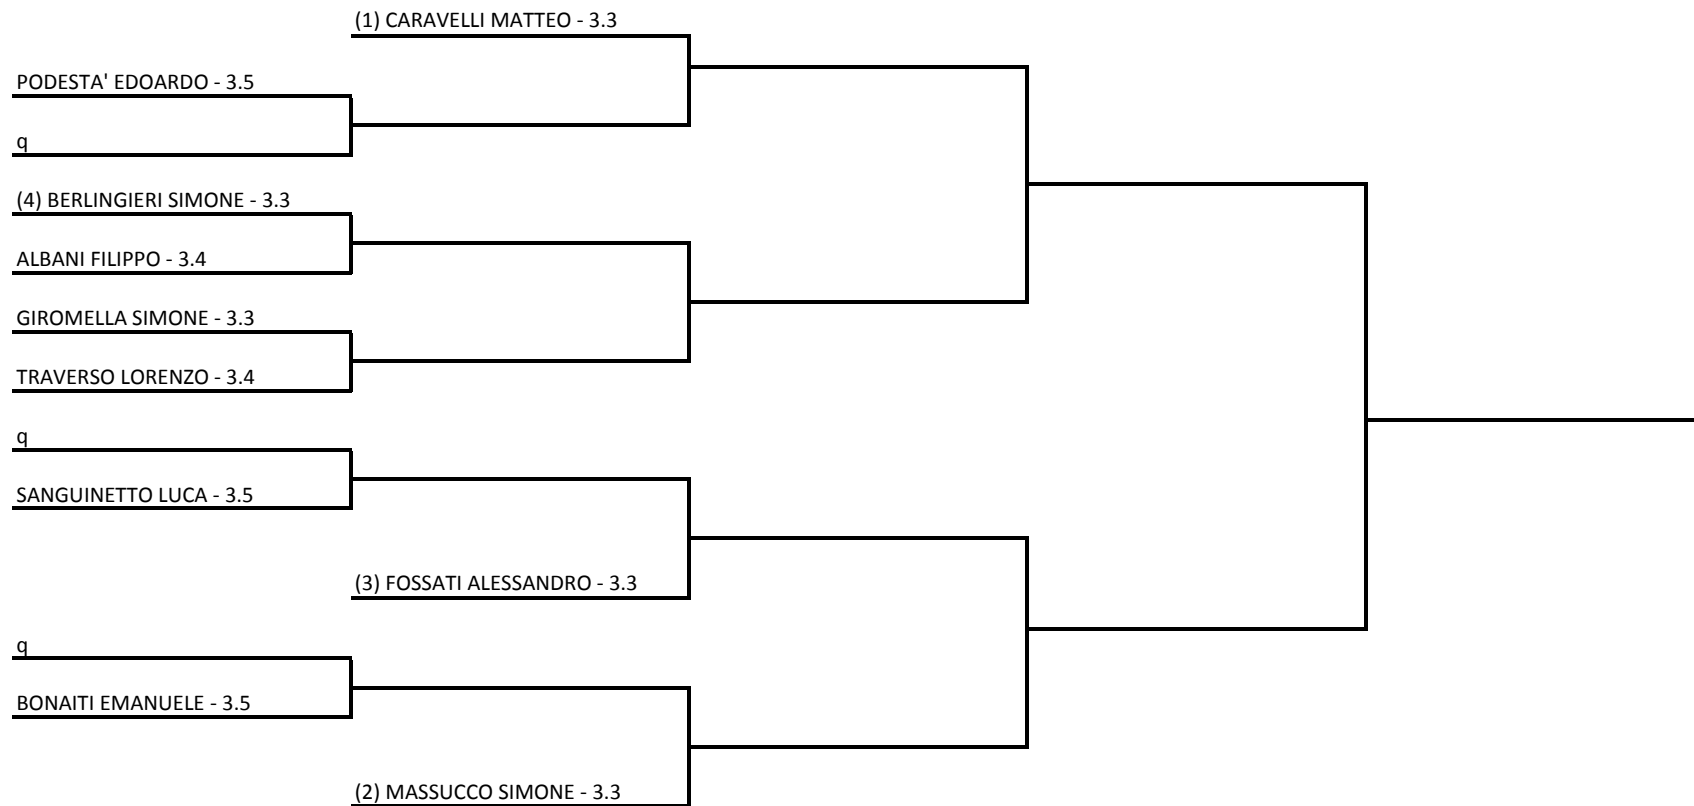 (1) CARAVELLI MATTEO - 3.3
PODESTA' EDOARDO - 3.5
q
(4) BERLINGIERI SIMONE - 3.3
ALBANI FILIPPO - 3.4
GIROMELLA SIMONE - 3.3
TRAVERSO LORENZO - 3.4
q
SANGUINETTO LUCA - 3.5
(3) FOSSATI ALESSANDRO - 3.3
q
BONAITI EMANUELE - 3.5
(2) MASSUCCO SIMONE - 3.3